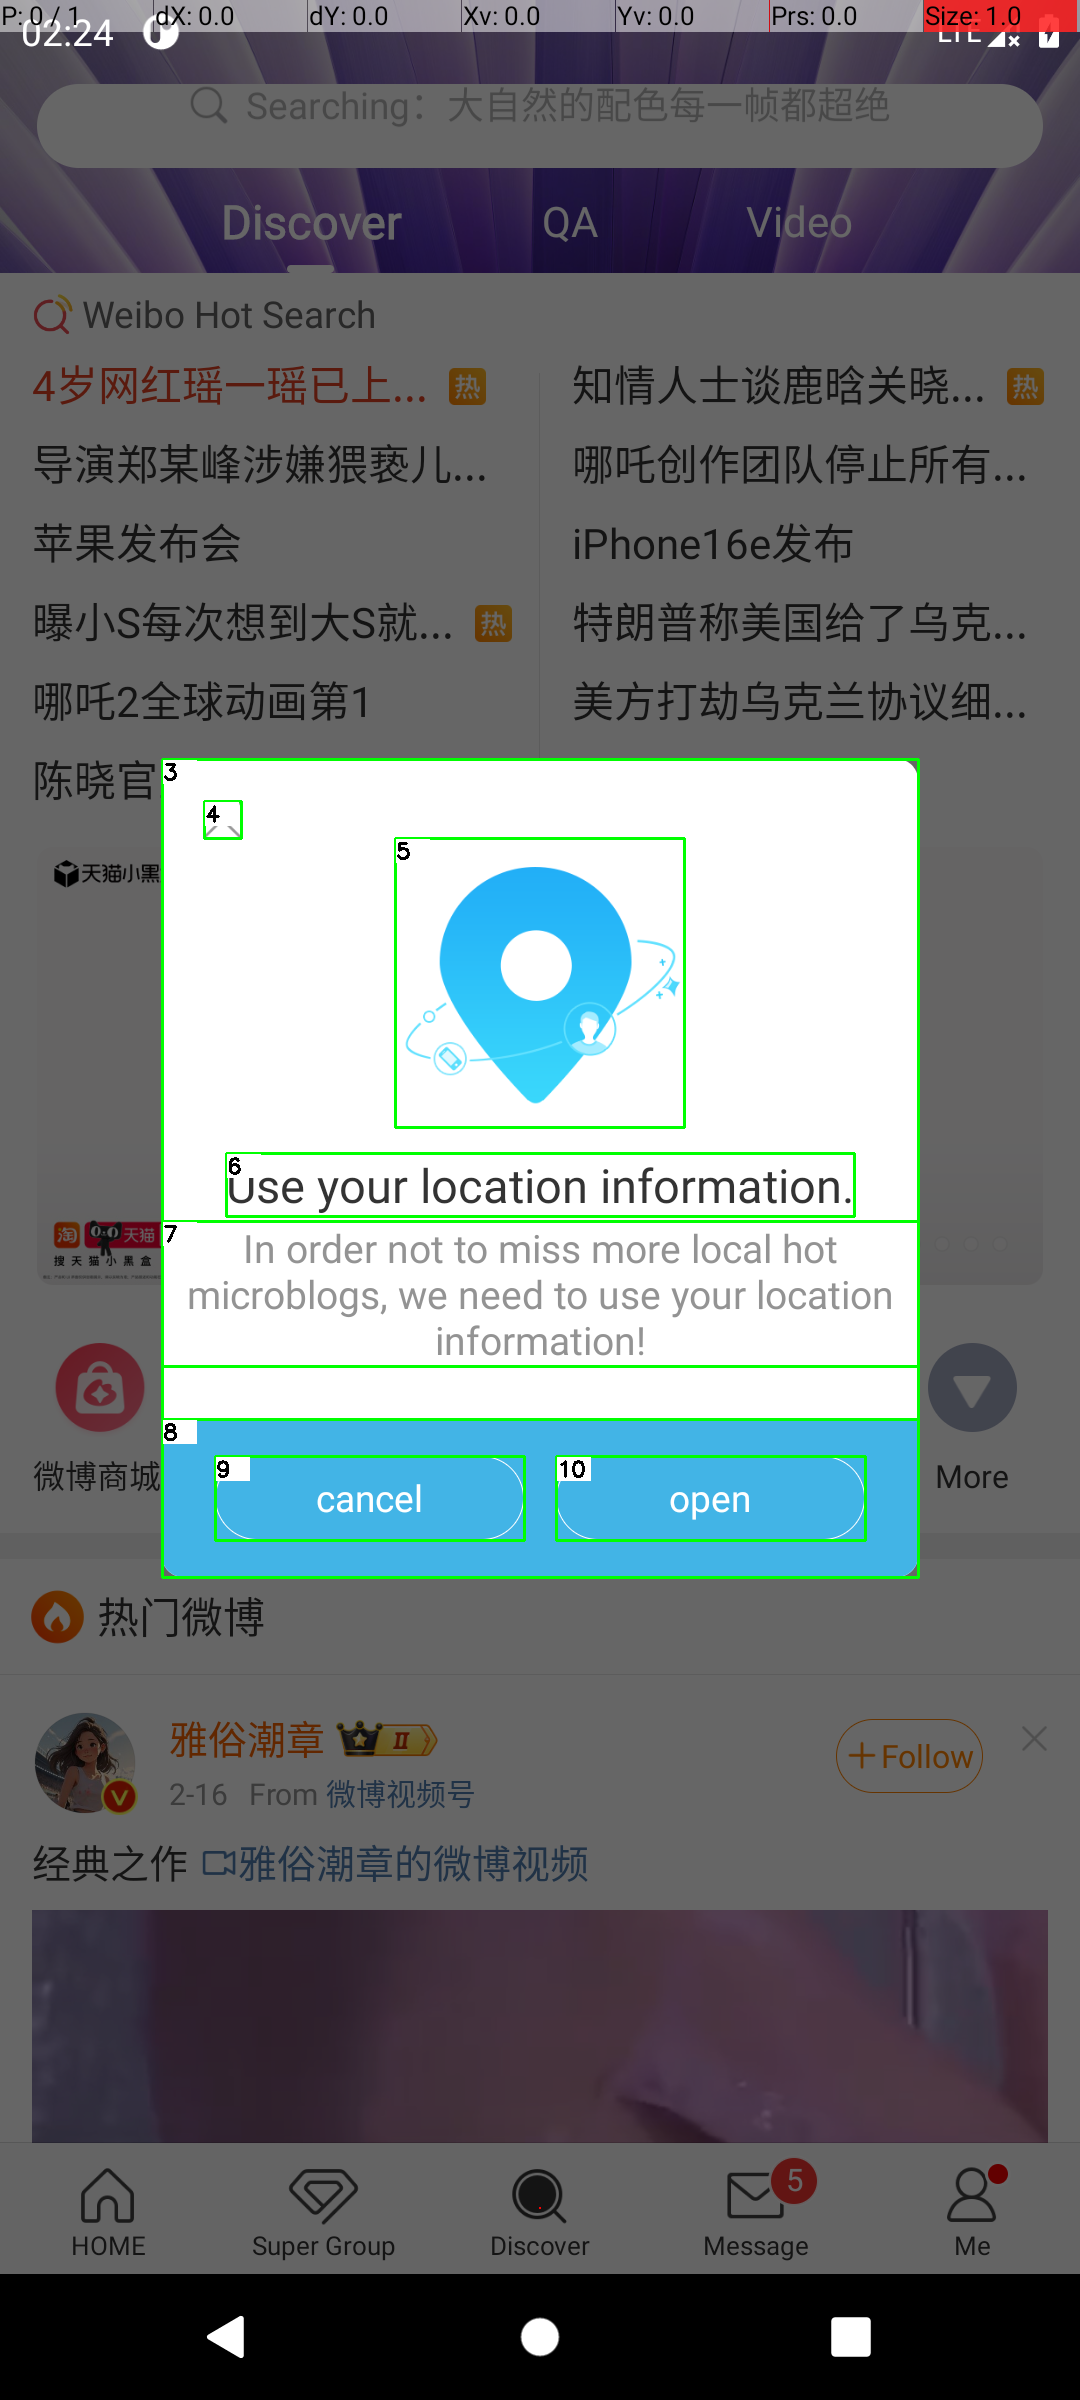 P: 0 / 1 dX: 0.0 dY: 0.0 Xv: 0.0 Yv: 0.0 Prs: 0.0 Size: 1.0
02:24 LTE
Searching: 大自然的配色每一帧都超绝
Discover QA Video
Weibo Hot Search
4岁网红瑶一瑶已上... 热 知情人士谈鹿晗关晓... 热
导演郑某峰涉嫌猥亵儿... 哪吒创作团队停止所有...
苹果发布会 iPhone16e发布
曝小S每次想到大S就... 热 特朗普称美国给了乌克...
哪吒2全球动画第1 美方打劫乌克兰协议细...
陈晓官
3
4
天猫小黑
5
6
Use your location information.
7
In order not to miss more local hot
microblogs, we need to use your location
information!
淘 天猫
搜天猫小黑盒
8
9 cancel 10 open
微博商城 More
热门微博
雅俗潮章 II
2-16 From 微博视频号
+Follow
经典之作 雅俗潮章的微博视频
5
HOME Super Group Discover Message Me